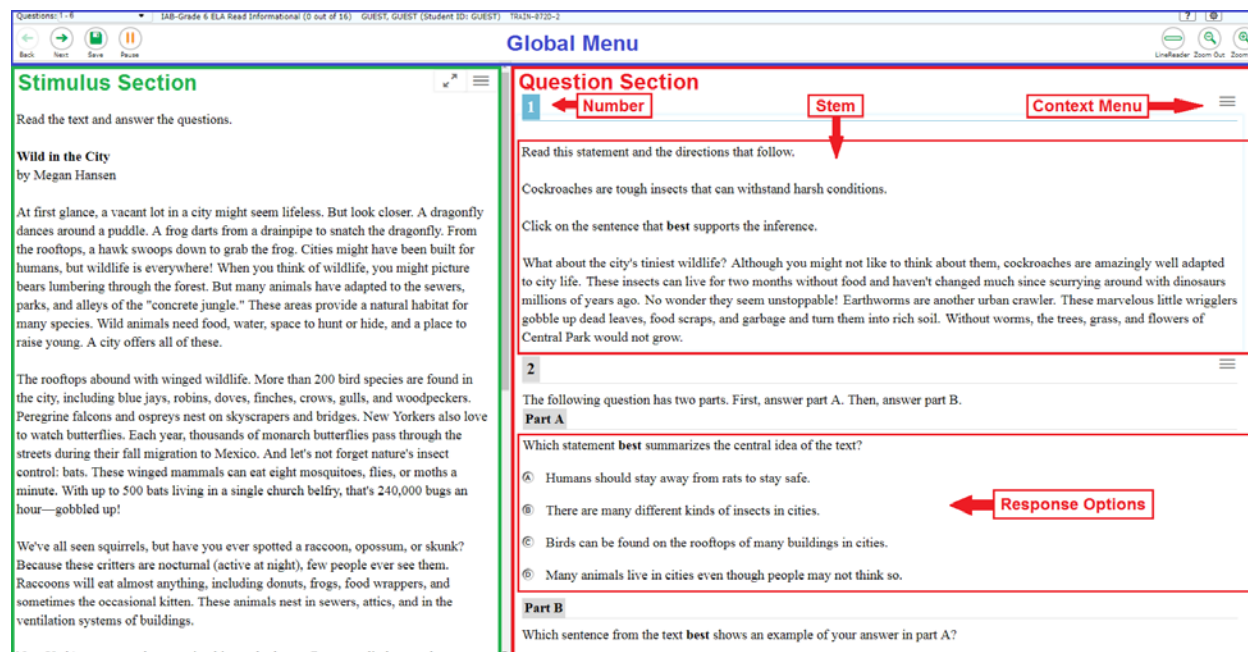 Questions: 1 - 6
IAB-Grade 6 ELA Read Informational (0 out of 16) GUEST, GUEST (Student ID: GUEST) TRAIN-0720-2
?
Back Next Save Pause
Global Menu
LineReader Zoom Out Zoom
Stimulus Section
Read the text and answer the questions.
Wild in the City
by Megan Hansen
At first glance, a vacant lot in a city might seem lifeless. But look closer. A dragonfly
dances around a puddle. A frog darts from a drainpipe to snatch the dragonfly. From
the rooftops, a hawk swoops down to grab the frog. Cities might have been built for
humans, but wildlife is everywhere! When you think of wildlife, you might picture
bears lumbering through the forest. But many animals have adapted to the sewers,
parks, and alleys of the "concrete jungle." These areas provide a natural habitat for
many species. Wild animals need food, water, space to hunt or hide, and a place to
raise young. A city offers all of these.
The rooftops abound with winged wildlife. More than 200 bird species are found in
the city, including blue jays, robins, doves, finches, crows, gulls, and woodpeckers.
Peregrine falcons and ospreys nest on skyscrapers and bridges. New Yorkers also love
to watch butterflies. Each year, thousands of monarch butterflies pass through the
streets during their fall migration to Mexico. And let's not forget nature's insect
control: bats. These winged mammals can eat eight mosquitoes, flies, or moths a
minute. With up to 500 bats living in a single church belfry, that's 240,000 bugs an
hour—gobbled up!
We've all seen squirrels, but have you ever spotted a raccoon, opossum, or skunk?
Because these critters are nocturnal (active at night), few people ever see them.
Raccoons will eat almost anything, including donuts, frogs, food wrappers, and
sometimes the occasional kitten. These animals nest in sewers, attics, and in the
ventilation systems of buildings.
Question Section
1
Number
Stem
Context Menu
Read this statement and the directions that follow.
Cockroaches are tough insects that can withstand harsh conditions.
Click on the sentence that best supports the inference.
What about the city's tiniest wildlife? Although you might not like to think about them, cockroaches are amazingly well adapted
to city life. These insects can live for two months without food and haven't changed much since scurrying around with dinosaurs
millions of years ago. No wonder they seem unstoppable! Earthworms are another urban crawler. These marvelous little wrigglers
gobble up dead leaves, food scraps, and garbage and turn them into rich soil. Without worms, the trees, grass, and flowers of
Central Park would not grow.
2
The following question has two parts. First, answer part A. Then, answer part B.
Part A
Which statement best summarizes the central idea of the text?
A Humans should stay away from rats to stay safe.
B There are many different kinds of insects in cities.
C Birds can be found on the rooftops of many buildings in cities.
D Many animals live in cities even though people may not think so.
Response Options
Part B
Which sentence from the text best shows an example of your answer in part A?